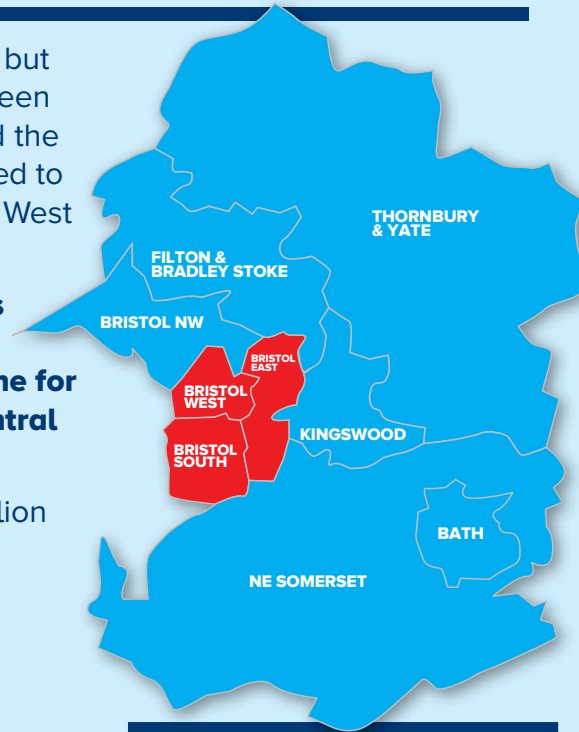 but
een
d the
ed to
West
s
ne for
ntral
lion
THORNBURY
& YATE
FILTON &
BRADLEY STOKE
BRISTOL NW
BRISTOL
EAST
BRISTOL
WEST
KINGSWOOD
BRISTOL
SOUTH
BATH
NE SOMERSET